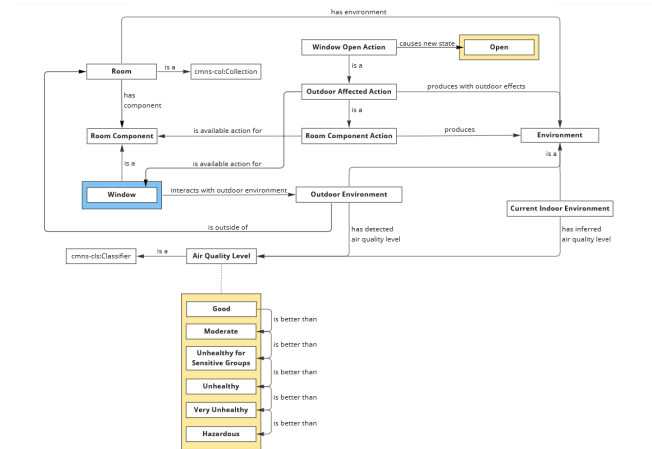 has environment
Window Open Action
causes new state
Open
is a
Room
is a
cmns-col:Collection
Outdoor Affected Action
produces with outdoor effects
has
component
is a
Room Component
is available action for
Room Component Action
produces
Environment
is a
is available action for
is a
Window
interacts with outdoor environment
Outdoor Environment
Current Indoor Environment
is outside of
has detected
air quality level
has inferred
air quality level
cmns-cls:Classifier
is a
Air Quality Level
Good
is better than
Moderate
is better than
Unhealthy for
Sensitive Groups
is better than
Unhealthy
is better than
Very Unhealthy
is better than
Hazardous